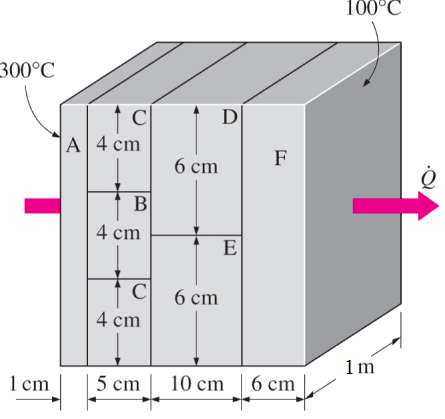 100°C
300°C
A
C
4 cm
D
6 cm
F
Q̇
B
4 cm
E
C
4 cm
6 cm
1 cm
5 cm
10 cm
6 cm
1 m